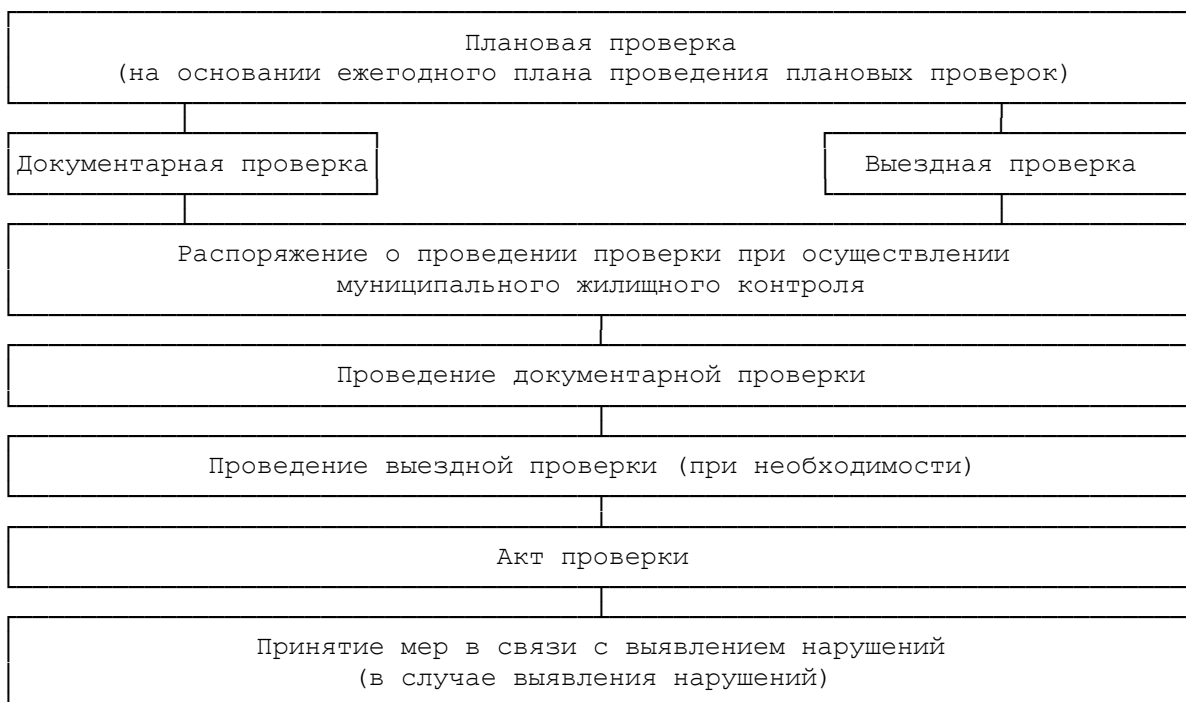 Плановая проверка
(на основании ежегодного плана проведения плановых проверок)
Документарная проверка
Выездная проверка
Распоряжение о проведении проверки при осуществлении
муниципального жилищного контроля
Проведение документарной проверки
Проведение выездной проверки (при необходимости)
Акт проверки
Принятие мер в связи с выявлением нарушений
(в случае выявления нарушений)